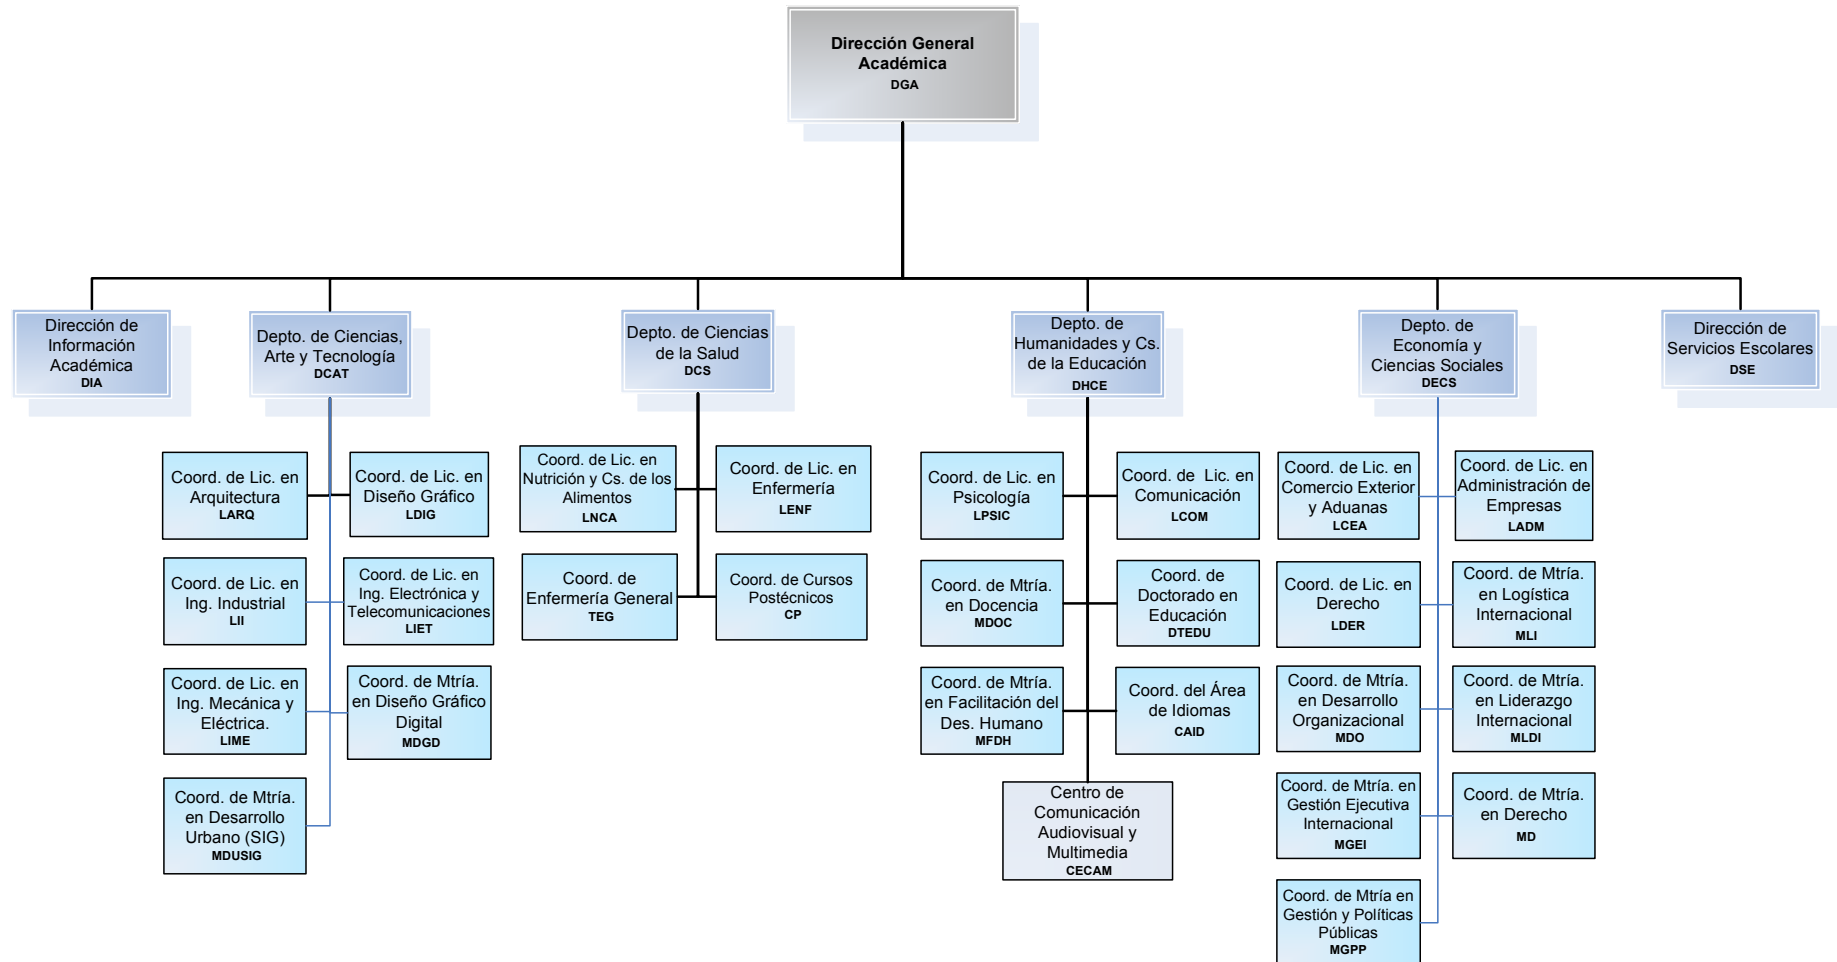 Dirección General
Académica
DGA
Dirección de
Información
Académica
DIA
Depto. de Ciencias,
Arte y Tecnología
DCAT
Depto. de Ciencias
de la Salud
DCS
Depto. de
Humanidades y Cs.
de la Educación
DHCE
Depto. de
Economía y
Ciencias Sociales
DECS
Dirección de
Servicios Escolares
DSE
Coord. de Lic. en
Arquitectura
LARQ
Coord. de Lic. en
Diseño Gráfico
LDIG
Coord. de Lic. en
Ing. Industrial
LII
Coord. de Lic. en
Ing. Electrónica y
Telecomunicaciones
LIET
Coord. de Lic. en
Ing. Mecánica y
Eléctrica.
LIME
Coord. de Mtría.
en Diseño Gráfico
Digital
MDGD
Coord. de Mtría.
en Desarrollo
Urbano (SIG)
MDUSIG
Coord. de Lic. en
Nutrición y Cs. de los
Alimentos
LNCA
Coord. de Lic. en
Enfermería
LENF
Coord. de
Enfermería General
TEG
Coord. de Cursos
Postécnicos
CP
Coord. de Lic. en
Psicología
LPSIC
Coord. de  Lic. en
Comunicación
LCOM
Coord. de Mtría.
en Docencia
MDOC
Coord. de
Doctorado en
Educación
DTEDU
Coord. de Mtría.
en Facilitación del
Des. Humano
MFDH
Coord. del Área
de Idiomas
CAID
Centro de
Comunicación
Audiovisual y
Multimedia
CECAM
Coord. de Lic. en
Comercio Exterior
y Aduanas
LCEA
Coord. de Lic. en
Administración de
Empresas
LADM
Coord. de Lic. en
Derecho
LDER
Coord. de Mtría.
en Logística
Internacional
MLI
Coord. de Mtría.
en Desarrollo
Organizacional
MDO
Coord. de Mtría.
en Liderazgo
Internacional
MLDI
Coord. de Mtría. en
Gestión Ejecutiva
Internacional
MGEI
Coord. de Mtría.
en Derecho
MD
Coord. de Mtría en
Gestión y Políticas
Públicas
MGPP